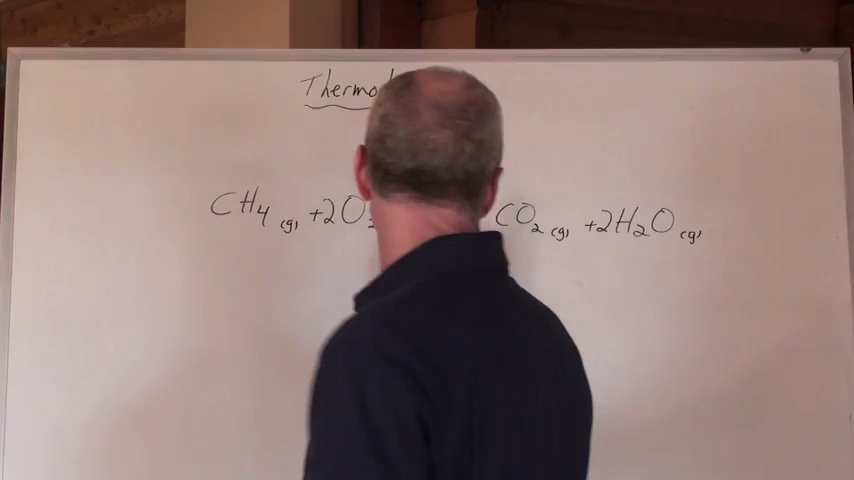 Thermo
CH4 (g) +2O2 CO2 (g) +2H2O (g)